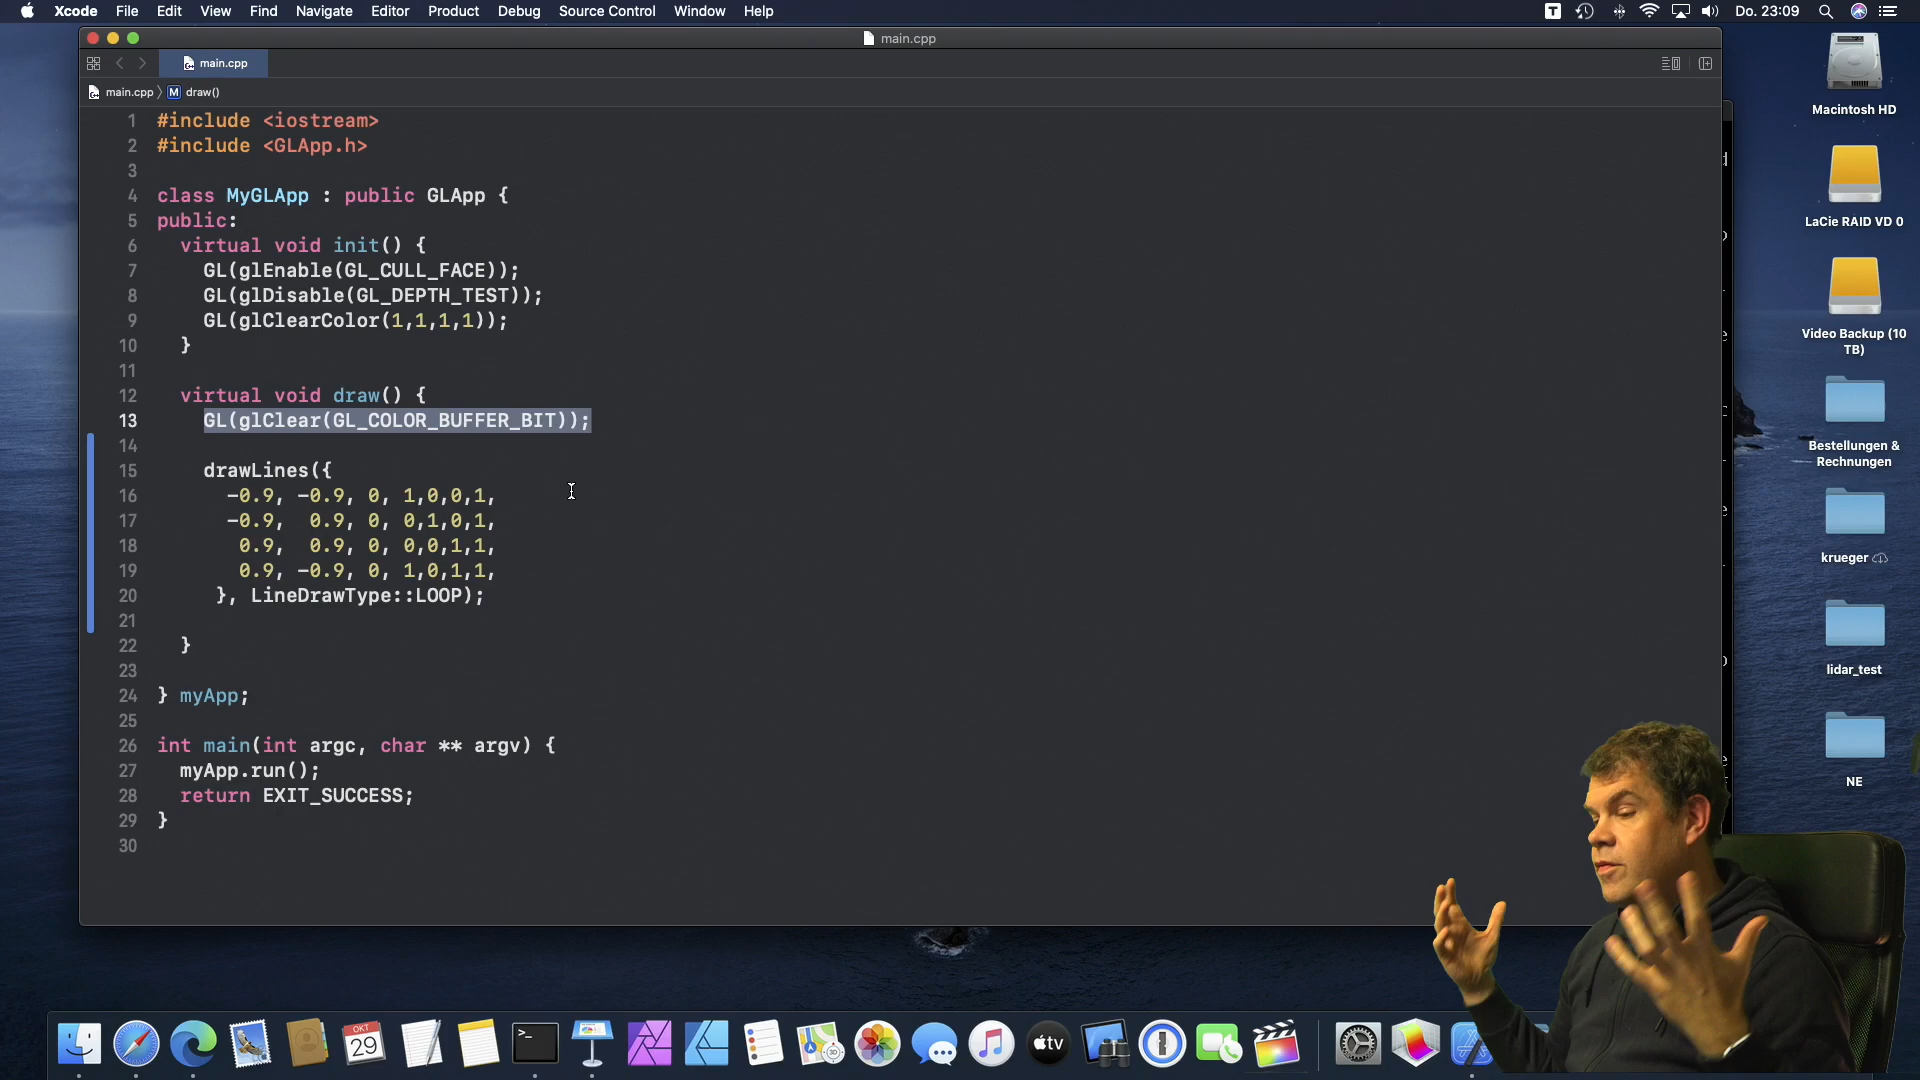 Xcode File Edit View Find Navigate Editor Product Debug Source Control Window Help
T
Do. 23:09
main.cpp
main.cpp
main.cpp > M draw()
1 #include <iostream>
2 #include <GLApp.h>
3
4 class MyGLApp : public GLApp {
5 public:
6 virtual void init() {
7 GL(glEnable(GL_CULL_FACE));
8 GL(glDisable(GL_DEPTH_TEST));
9 GL(glClearColor(1,1,1,1));
10 }
11
12 virtual void draw() {
13 GL(glClear(GL_COLOR_BUFFER_BIT));
14
15 drawLines({
16 -0.9, -0.9, 0, 1,0,0,1,
17 -0.9, 0.9, 0, 0,1,0,1,
18 0.9, 0.9, 0, 0,0,1,1,
19 0.9, -0.9, 0, 1,0,1,1,
20 }, LineDrawType::LOOP);
21
22 }
23
24 } myApp;
25
26 int main(int argc, char ** argv) {
27 myApp.run();
28 return EXIT_SUCCESS;
29 }
30
Macintosh HD
LaCie RAID VD 0
Video Backup (10
TB)
Bestellungen &
Rechnungen
krueger
lidar_test
NE
OKT
29
>_
3D
tv